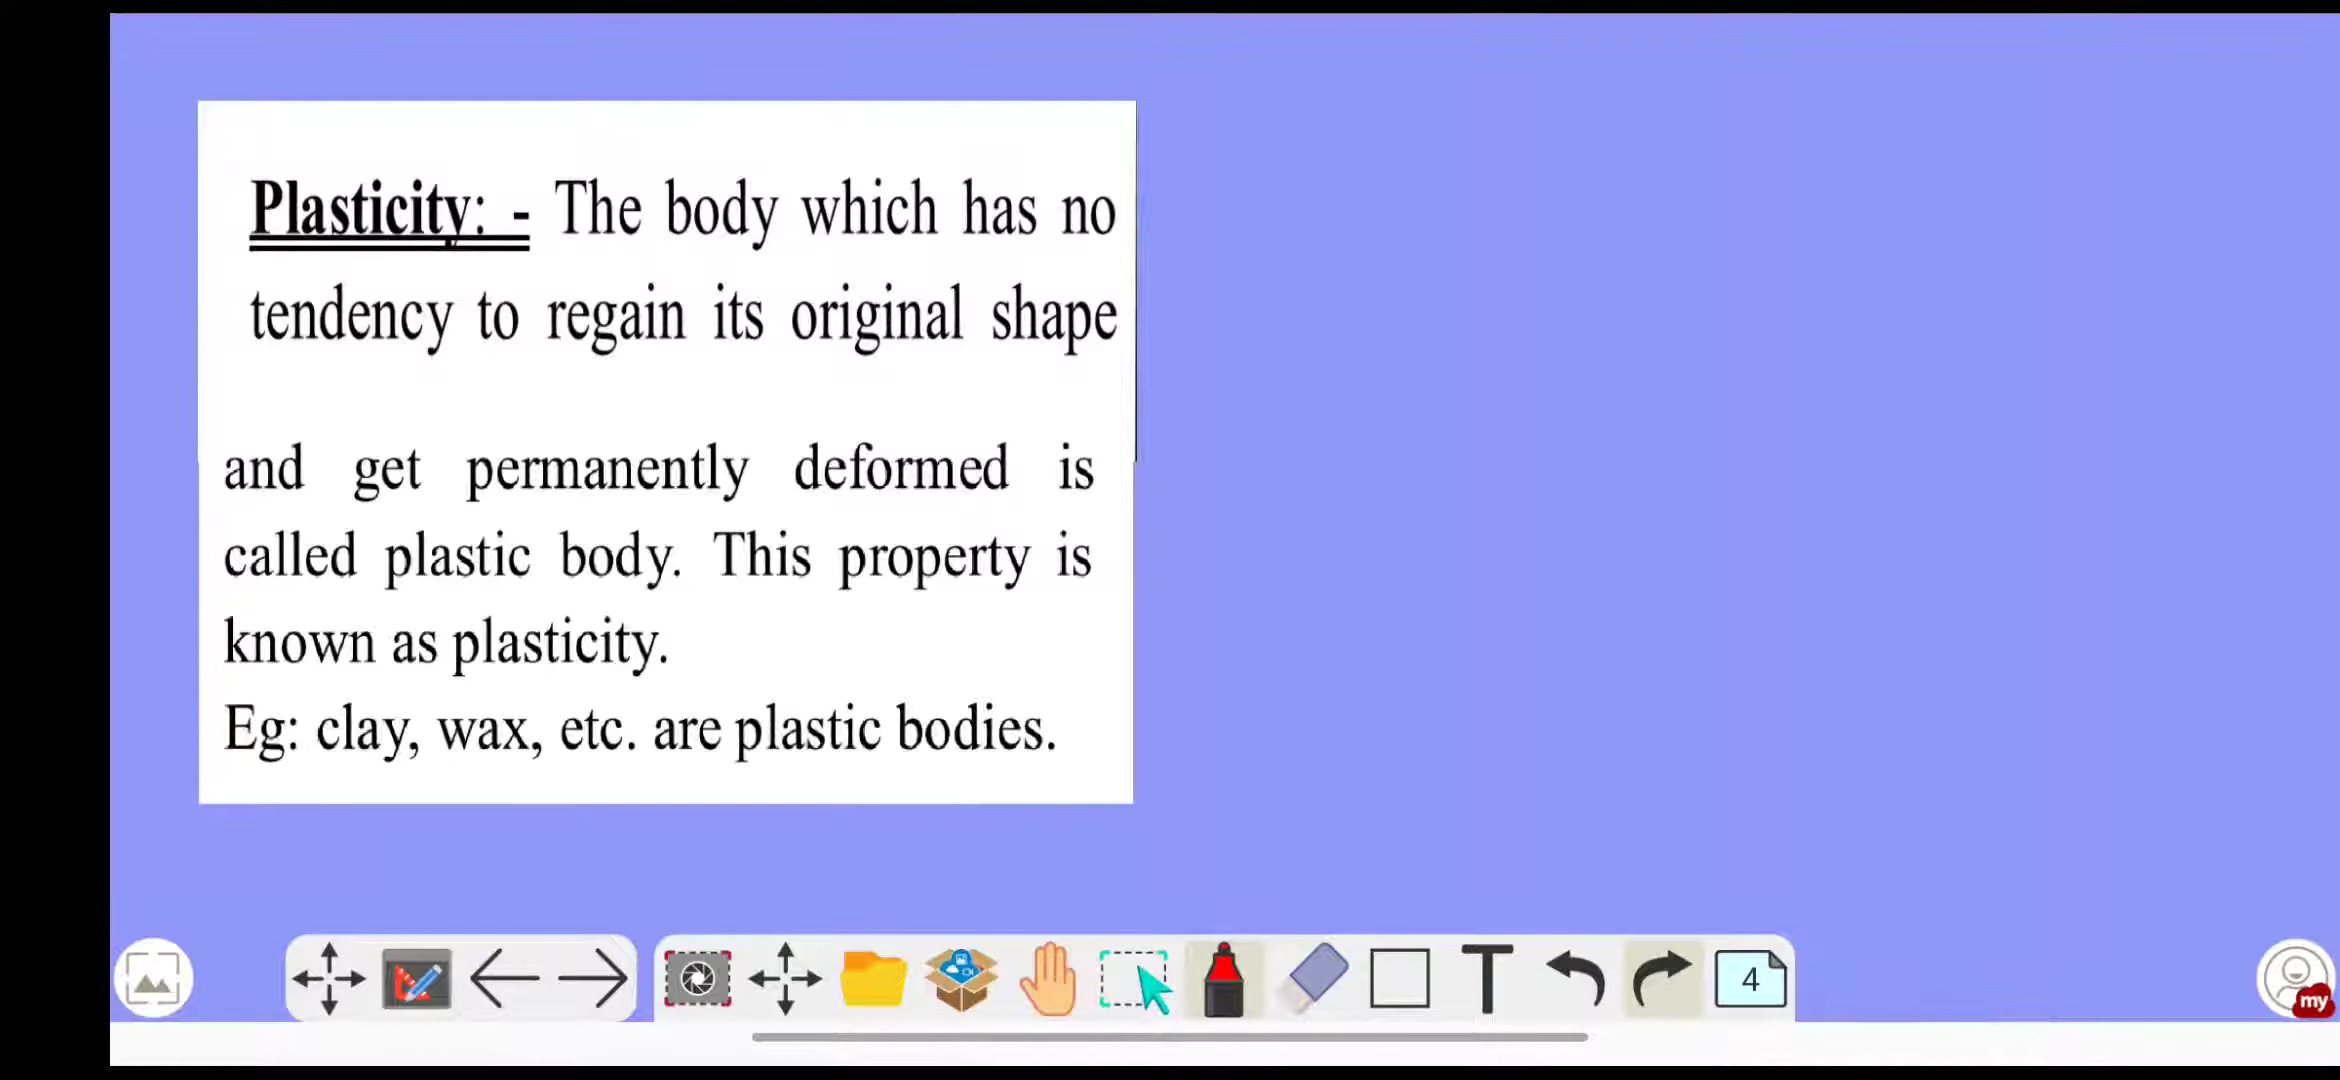 Plasticity: - The body which has no
tendency to regain its original shape
and get permanently deformed is
called plastic body. This property is
known as plasticity.
Eg: clay, wax, etc. are plastic bodies.
T
4
my